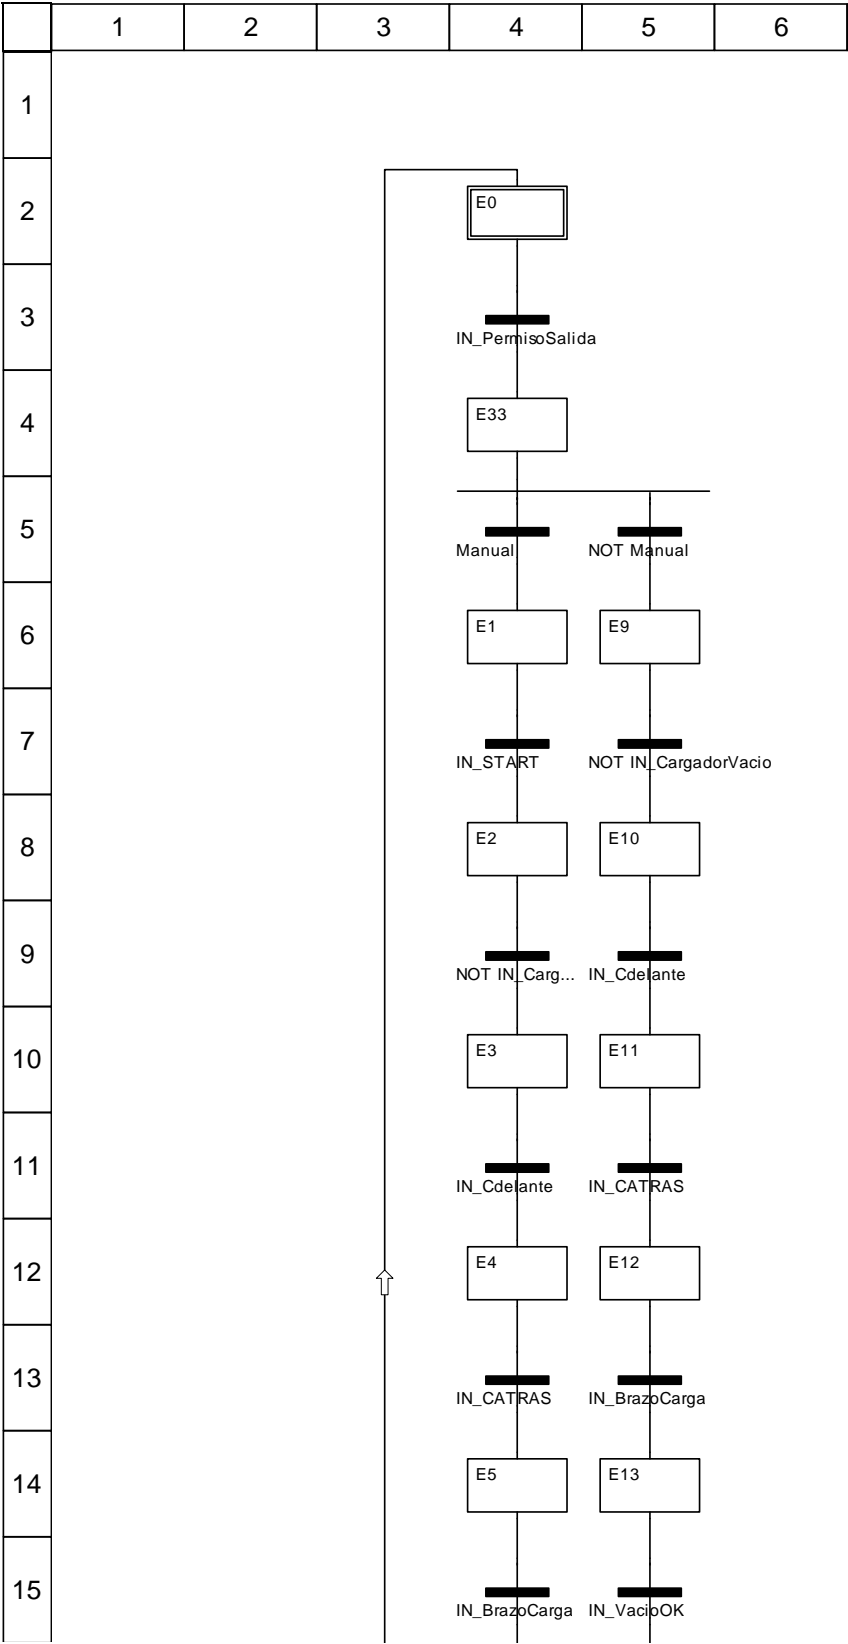 1 2 3 4 5 6
1
2
E0
3
IN_PermisoSalida
4
E33
5
Manual NOT Manual
6
E1 E9
7
IN_START NOT IN_CargadorVacio
8
E2 E10
9
NOT IN_Carg... IN_Cdelante
10
E3 E11
11
IN_Cdelante IN_CATRAS
12
E4 E12
13
IN_CATRAS IN_BrazoCarga
14
E5 E13
15
IN_BrazoCarga IN_VacioOK